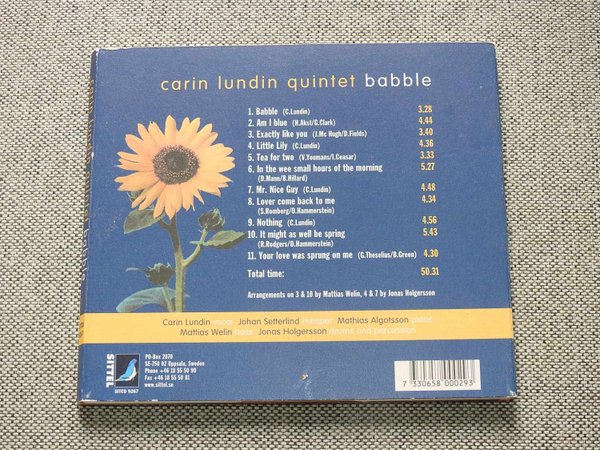 carin lundin quintet babble
1. Babble (C.Lundin) 3.28
2. Am I blue (H.Akst/G.Clark) 4.44
3. Exactly like you (J.Mc Hugh/D.Fields) 3.40
4. Little Lily (C.Lundin) 4.36
5. Tea for two (V.Youmans/I.Ceasar) 3.33
6. In the wee small hours of the morning 5.27
(D.Mann/B.Hillard)
7. Mr. Nice Guy (C.Lundin) 4.48
8. Lover come back to me 4.34
(S.Romberg/O.Hammerstein)
9. Nothing (C.Lundin) 4.56
10. It might as well be spring 5.43
(R.Rodgers/O.Hammerstein)
11. Your love was sprung on me (G.Theselius/B.Green) 4.30
Total time: 50.31
Arrangements on 3 & 10 by Mattias Welin, 4 & 7 by Jonas Holgersson
Carin Lundin vocal Johan Setterlind trumpet Mathias Algotsson piano
Mattias Welin bass Jonas Holgersson drums and percussion
SITTEL
SITCD 9267
PO-Box 2070
SE-750 02 Uppsala, Sweden
Phone +46 18 55 50 90
Fax +46 18 55 50 81
www.sittel.se
7 330658 000293